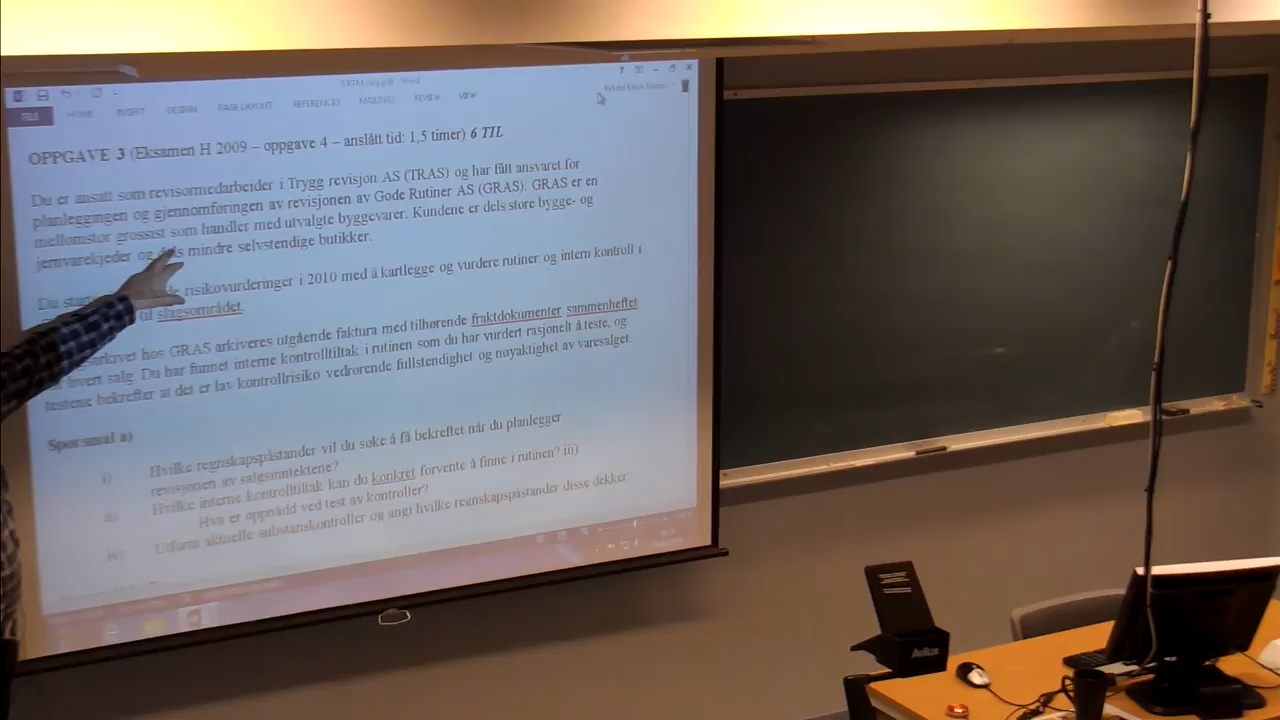 FILE HOME INSERT DESIGN PAGE LAYOUT REFERENCES MAILINGS REVIEW VIEW
OPPGAVE 3 (Eksamen H 2009 – oppgave 4 – anslått tid: 1,5 timer) 6 TIL
Du er ansatt som revisormedarbeider i Trygg revisjon AS (TRAS) og har fått ansvaret for
planleggingen og gjennomføringen av revisjonen av Gode Rutiner AS (GRAS). GRAS er en
mellomstor grossist som handler med utvalgte byggevarer. Kundene er dels store bygge- og
jernvarekjeder og dels mindre selvstendige butikker.
Du risikovurderinger i 2010 med å kartlegge og vurdere rutiner og intern kontroll i
til slagsområdet.
hos GRAS arkiveres utgående faktura med tilhørende fraktdokumenter sammenheftet
hvert salg. Du har funnet interne kontrolltiltak i rutinen som du har vurdert rasjonelt å teste, og
testene bekrefter at det er lav kontrollrisiko vedrørende fullstendighet og nøyaktighet av varesalget.
Spørsmål a)
i) Hvilke regnskapspåstander vil du søke å få bekreftet når du planlegger
revisjonen av salgsinntektene?
ii) Hvilke interne kontrolltiltak kan du konkret forvente å finne i rutinen? iii)
Hva er oppnådd ved test av kontroller?
iv) Utform aktuelle substanskontroller og angi hvilke regnskapspåstander disse dekker